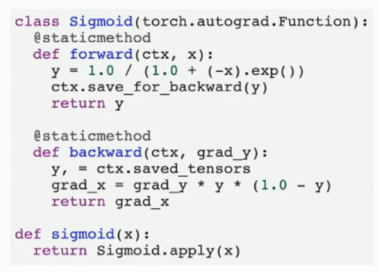 class Sigmoid(torch.autograd.Function):
  @staticmethod
  def forward(ctx, x):
    y = 1.0 / (1.0 + (-x).exp())
    ctx.save_for_backward(y)
    return y

  @staticmethod
  def backward(ctx, grad_y):
    y, = ctx.saved_tensors
    grad_x = grad_y * y * (1.0 - y)
    return grad_x

def sigmoid(x):
  return Sigmoid.apply(x)